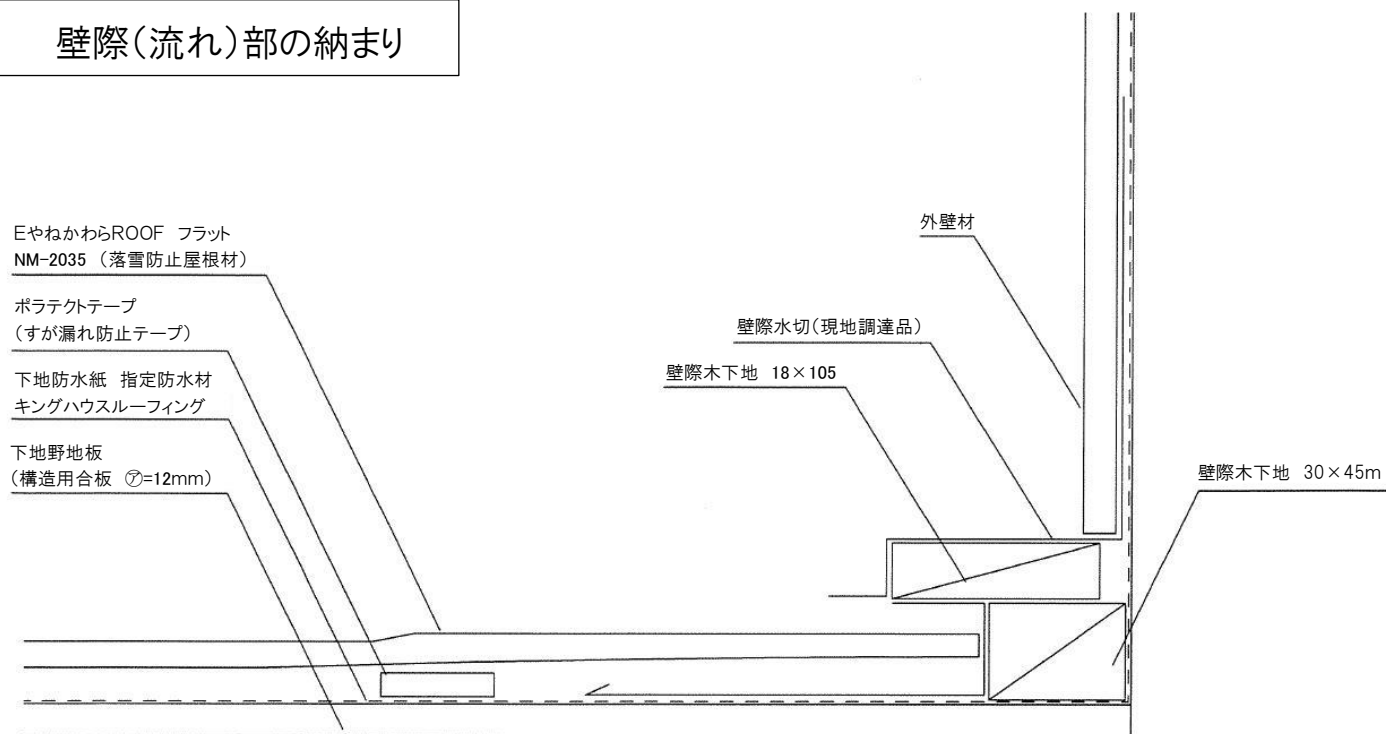 壁際(流れ)部の納まり
EやねかわらROOF フラット
NM-2035 (落雪防止屋根材)
ポラテクトテープ
(すが漏れ防止テープ)
下地防水紙 指定防水材
キングハウスルーフィング
下地野地板
(構造用合板 ㋐=12mm)
外壁材
壁際水切(現地調達品)
壁際木下地 18×105
壁際木下地 30×45m